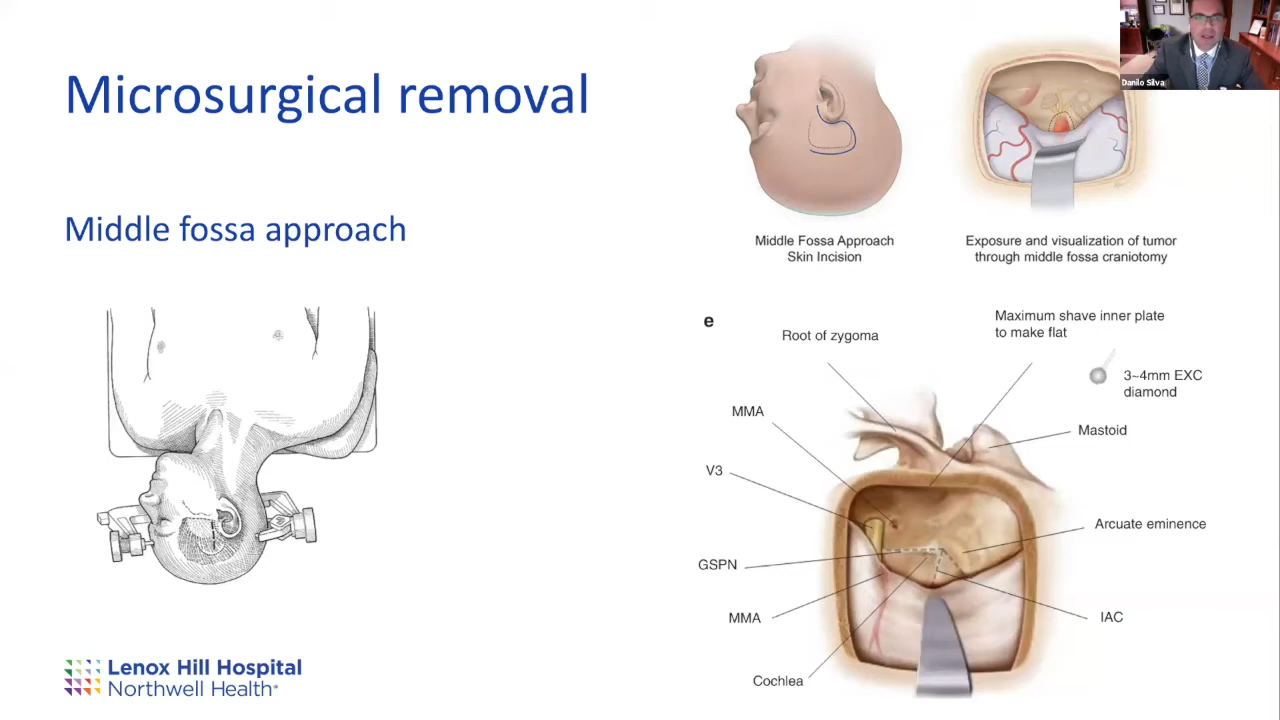 Microsurgical removal
Middle fossa approach
Danilo Silva
Middle Fossa Approach
Skin Incision
Exposure and visualization of tumor
through middle fossa craniotomy
e
Root of zygoma
Maximum shave inner plate
to make flat
3~4mm EXC
diamond
MMA
Mastoid
V3
Arcuate eminence
GSPN
MMA
IAC
Cochlea
Lenox Hill Hospital
Northwell Health